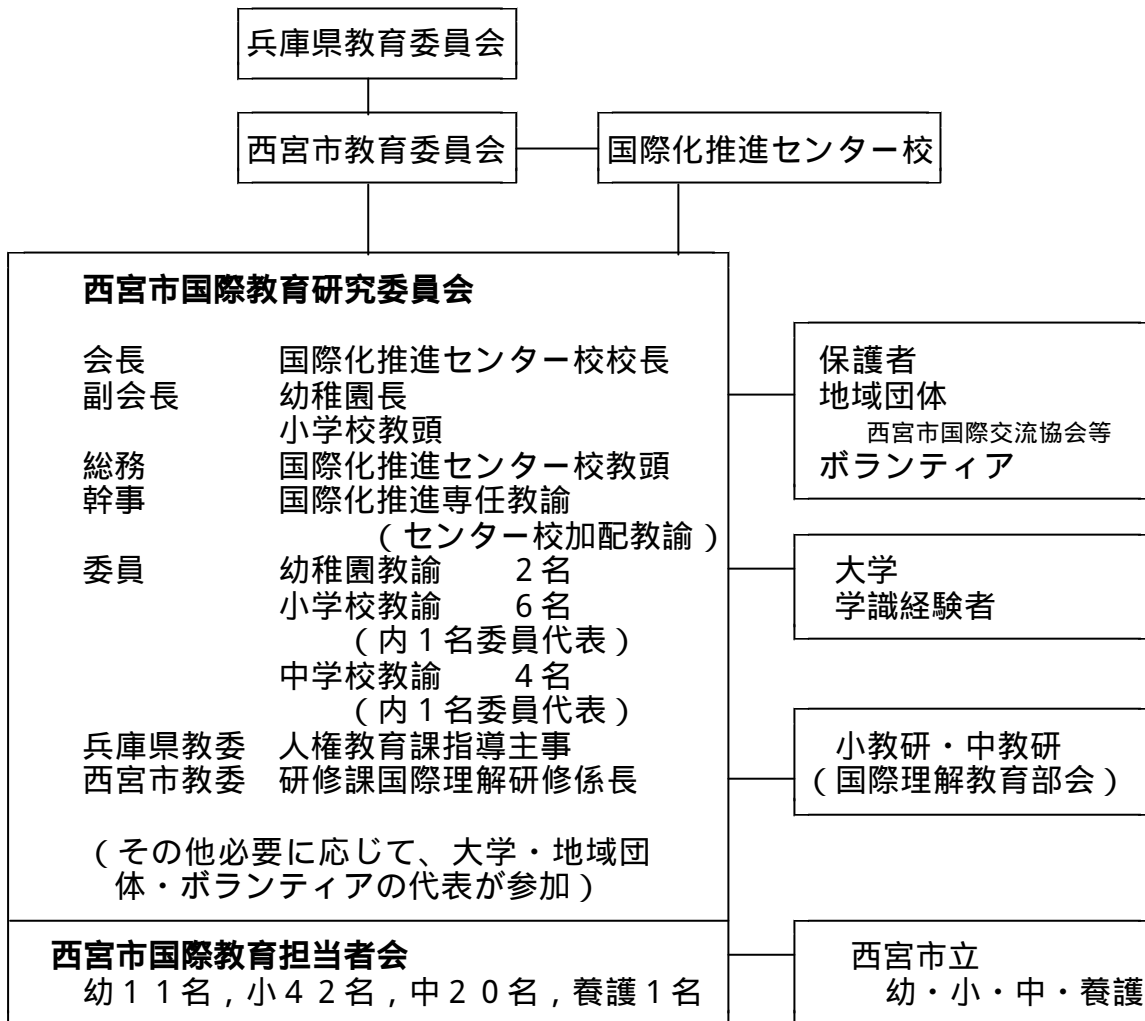 兵庫県教育委員会
西宮市教育委員会
国際化推進センター校
西宮市国際教育研究委員会
会長 国際化推進センター校校長
副会長 幼稚園長
小学校教頭
総務 国際化推進センター校教頭
幹事 国際化推進専任教諭
(センター校加配教諭)
委員 幼稚園教諭 2名
小学校教諭 6名
(内1名委員代表)
中学校教諭 4名
(内1名委員代表)
兵庫県教委 人権教育課指導主事
西宮市教委 研修課国際理解研修係長
(その他必要に応じて、大学・地域団
体・ボランティアの代表が参加)
西宮市国際教育担当者会
幼11名,小42名,中20名,養護1名
保護者
地域団体
西宮市国際交流協会等
ボランティア
大学
学識経験者
小教研・中教研
(国際理解教育部会)
西宮市立
幼・小・中・養護